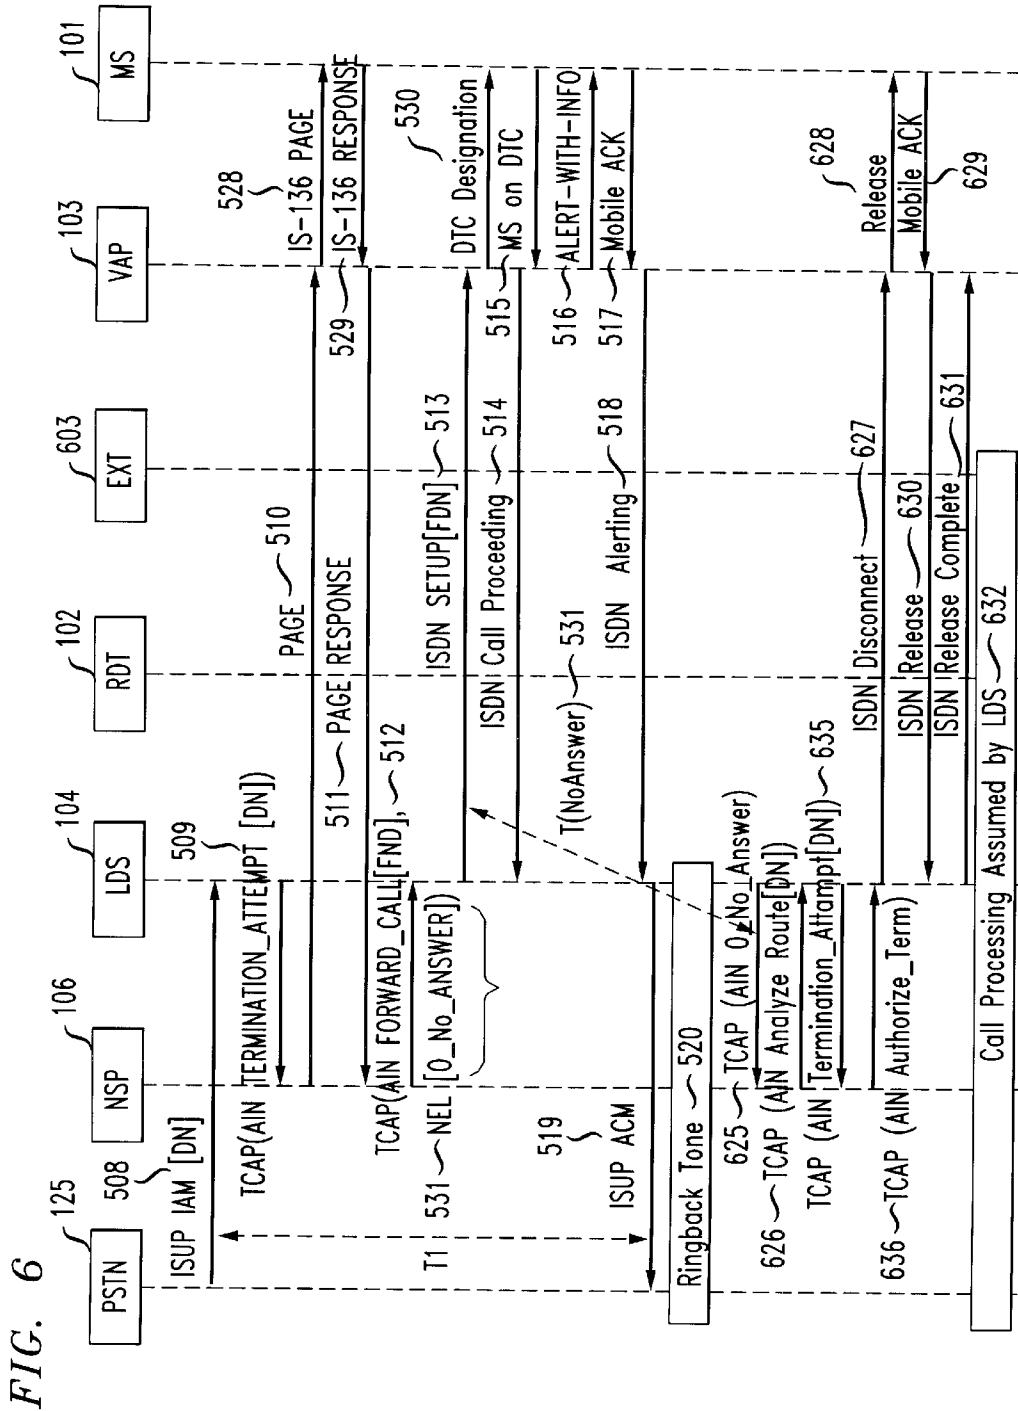 FIG. 6
PSTN
125
NSP
106
LDS
104
RDT
102
EXT
603
VAP
103
MS
101
508
ISUP IAM [DN]
509
TCAP(AIN TERMINATION_ATTEMPT [DN])
PAGE 510
528
IS-136 PAGE
511 PAGE RESPONSE
529 IS-136 RESPONSE
TCAP(AIN FORWARD_CALL[FND], 512
531 NEL [O_No_ANSWER])
T1
ISDN SETUP[FDN] 513
530
DTC Designation
ISDN Call Proceeding 514
515 MS on DTC
516 ALERT-WITH-INFO
517 Mobile ACK
T(NoAnswer) 531
ISDN Alerting 518
519
ISUP ACM
Ringback Tone 520
625 TCAP (AIN O_No_Answer)
626 TCAP (AIN Analyze Route[DN])
TCAP (AIN Termination_Attampt[DN]) 635
636 TCAP (AIN Authorize_Term)
ISDN Disconnect 627
628
Release
Mobile ACK
629
ISDN Release 630
ISDN Release Complete 631
Call Processing Assumed by LDS 632